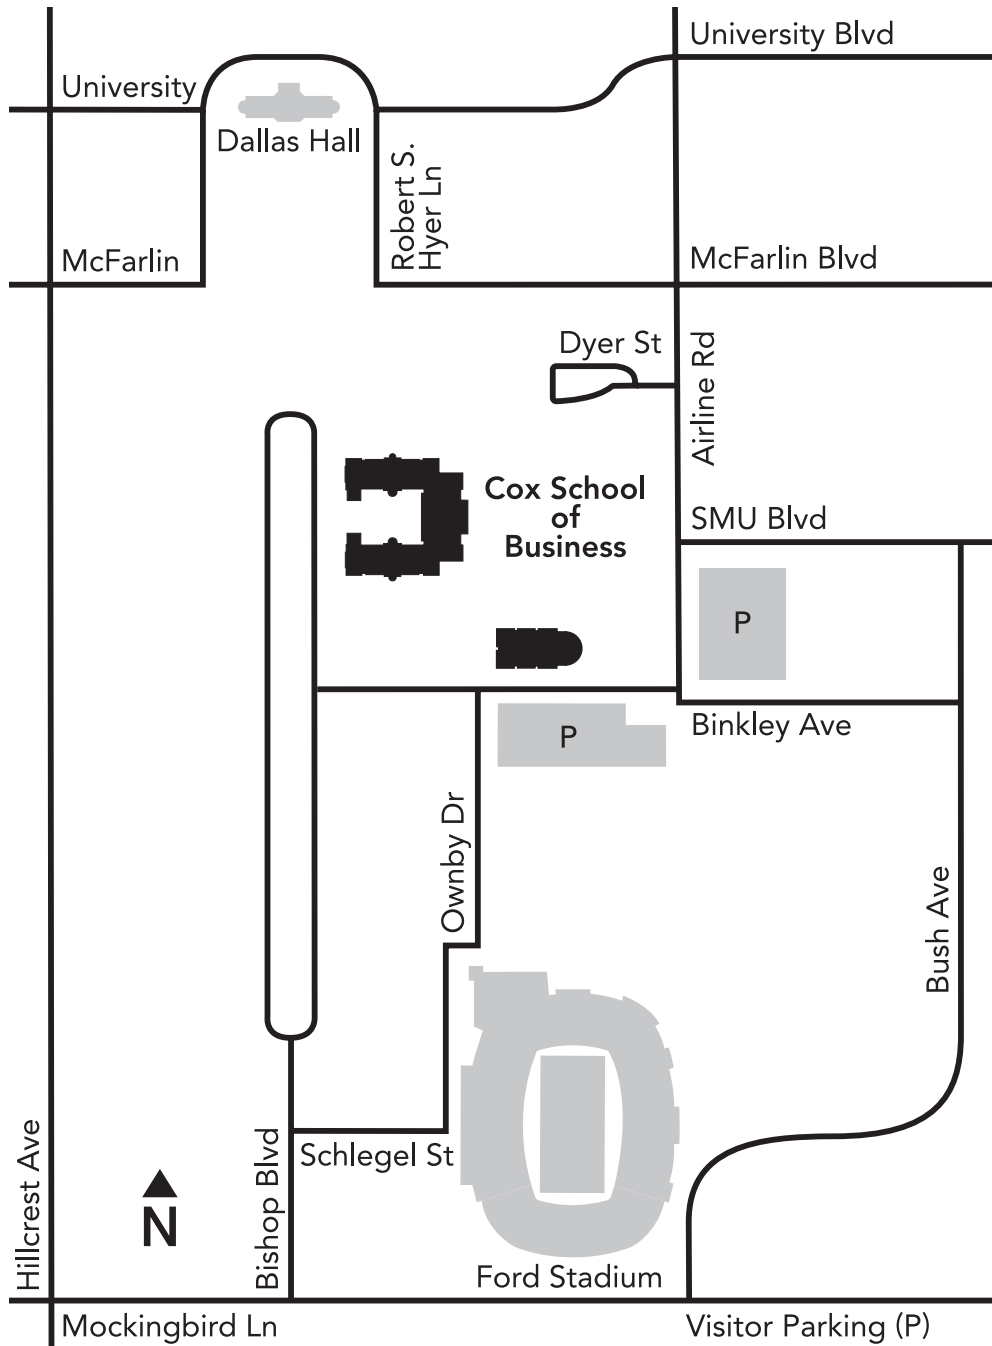 University Blvd
University
Dallas Hall
Robert S.
Hyer Ln
McFarlin
McFarlin Blvd
Dyer St
Airline Rd
Cox School
of
Business
SMU Blvd
P
Binkley Ave
P
Ownby Dr
Bush Ave
Hillcrest Ave
Bishop Blvd
Schlegel St
N
Ford Stadium
Mockingbird Ln
Visitor Parking (P)